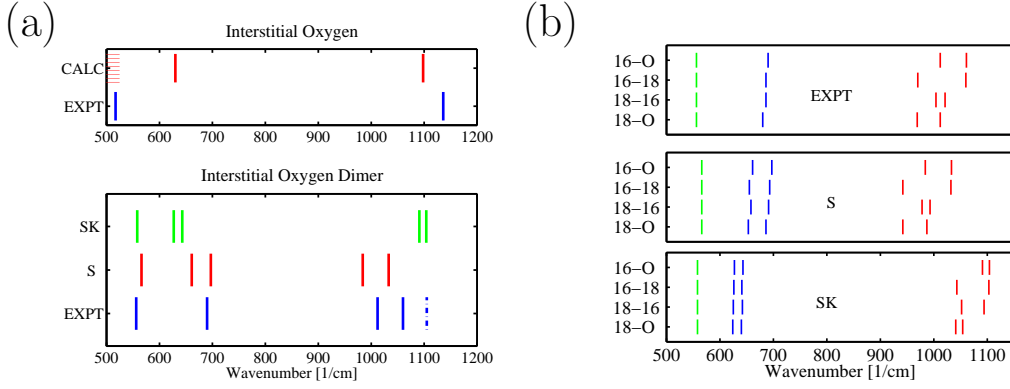 (a)
Interstitial Oxygen
CALC
EXPT
500 600 700 800 900 1000 1100 1200
Interstitial Oxygen Dimer
SK
S
EXPT
500 600 700 800 900 1000 1100 1200
Wavenumber [1/cm]
(b)
16–O
16–18
18–16
18–O
EXPT
16–O
16–18
18–16
18–O
S
16–O
16–18
18–16
18–O
SK
500 600 700 800 900 1000 1100
Wavenumber [1/cm]